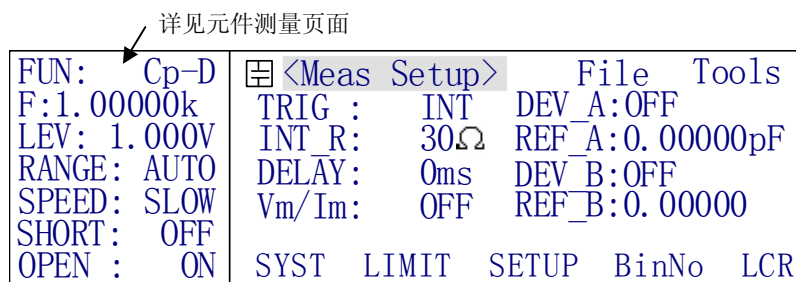 详见元件测量页面
FUN: Cp-D
F:1.00000k
LEV: 1.000V
RANGE: AUTO
SPEED: SLOW
SHORT: OFF
OPEN : ON
<Meas Setup> File Tools
TRIG : INT DEV_A:OFF
INT_R: 30Ω REF_A:0.00000pF
DELAY: 0ms DEV_B:OFF
Vm/Im: OFF REF_B:0.00000
SYST LIMIT SETUP BinNo LCR